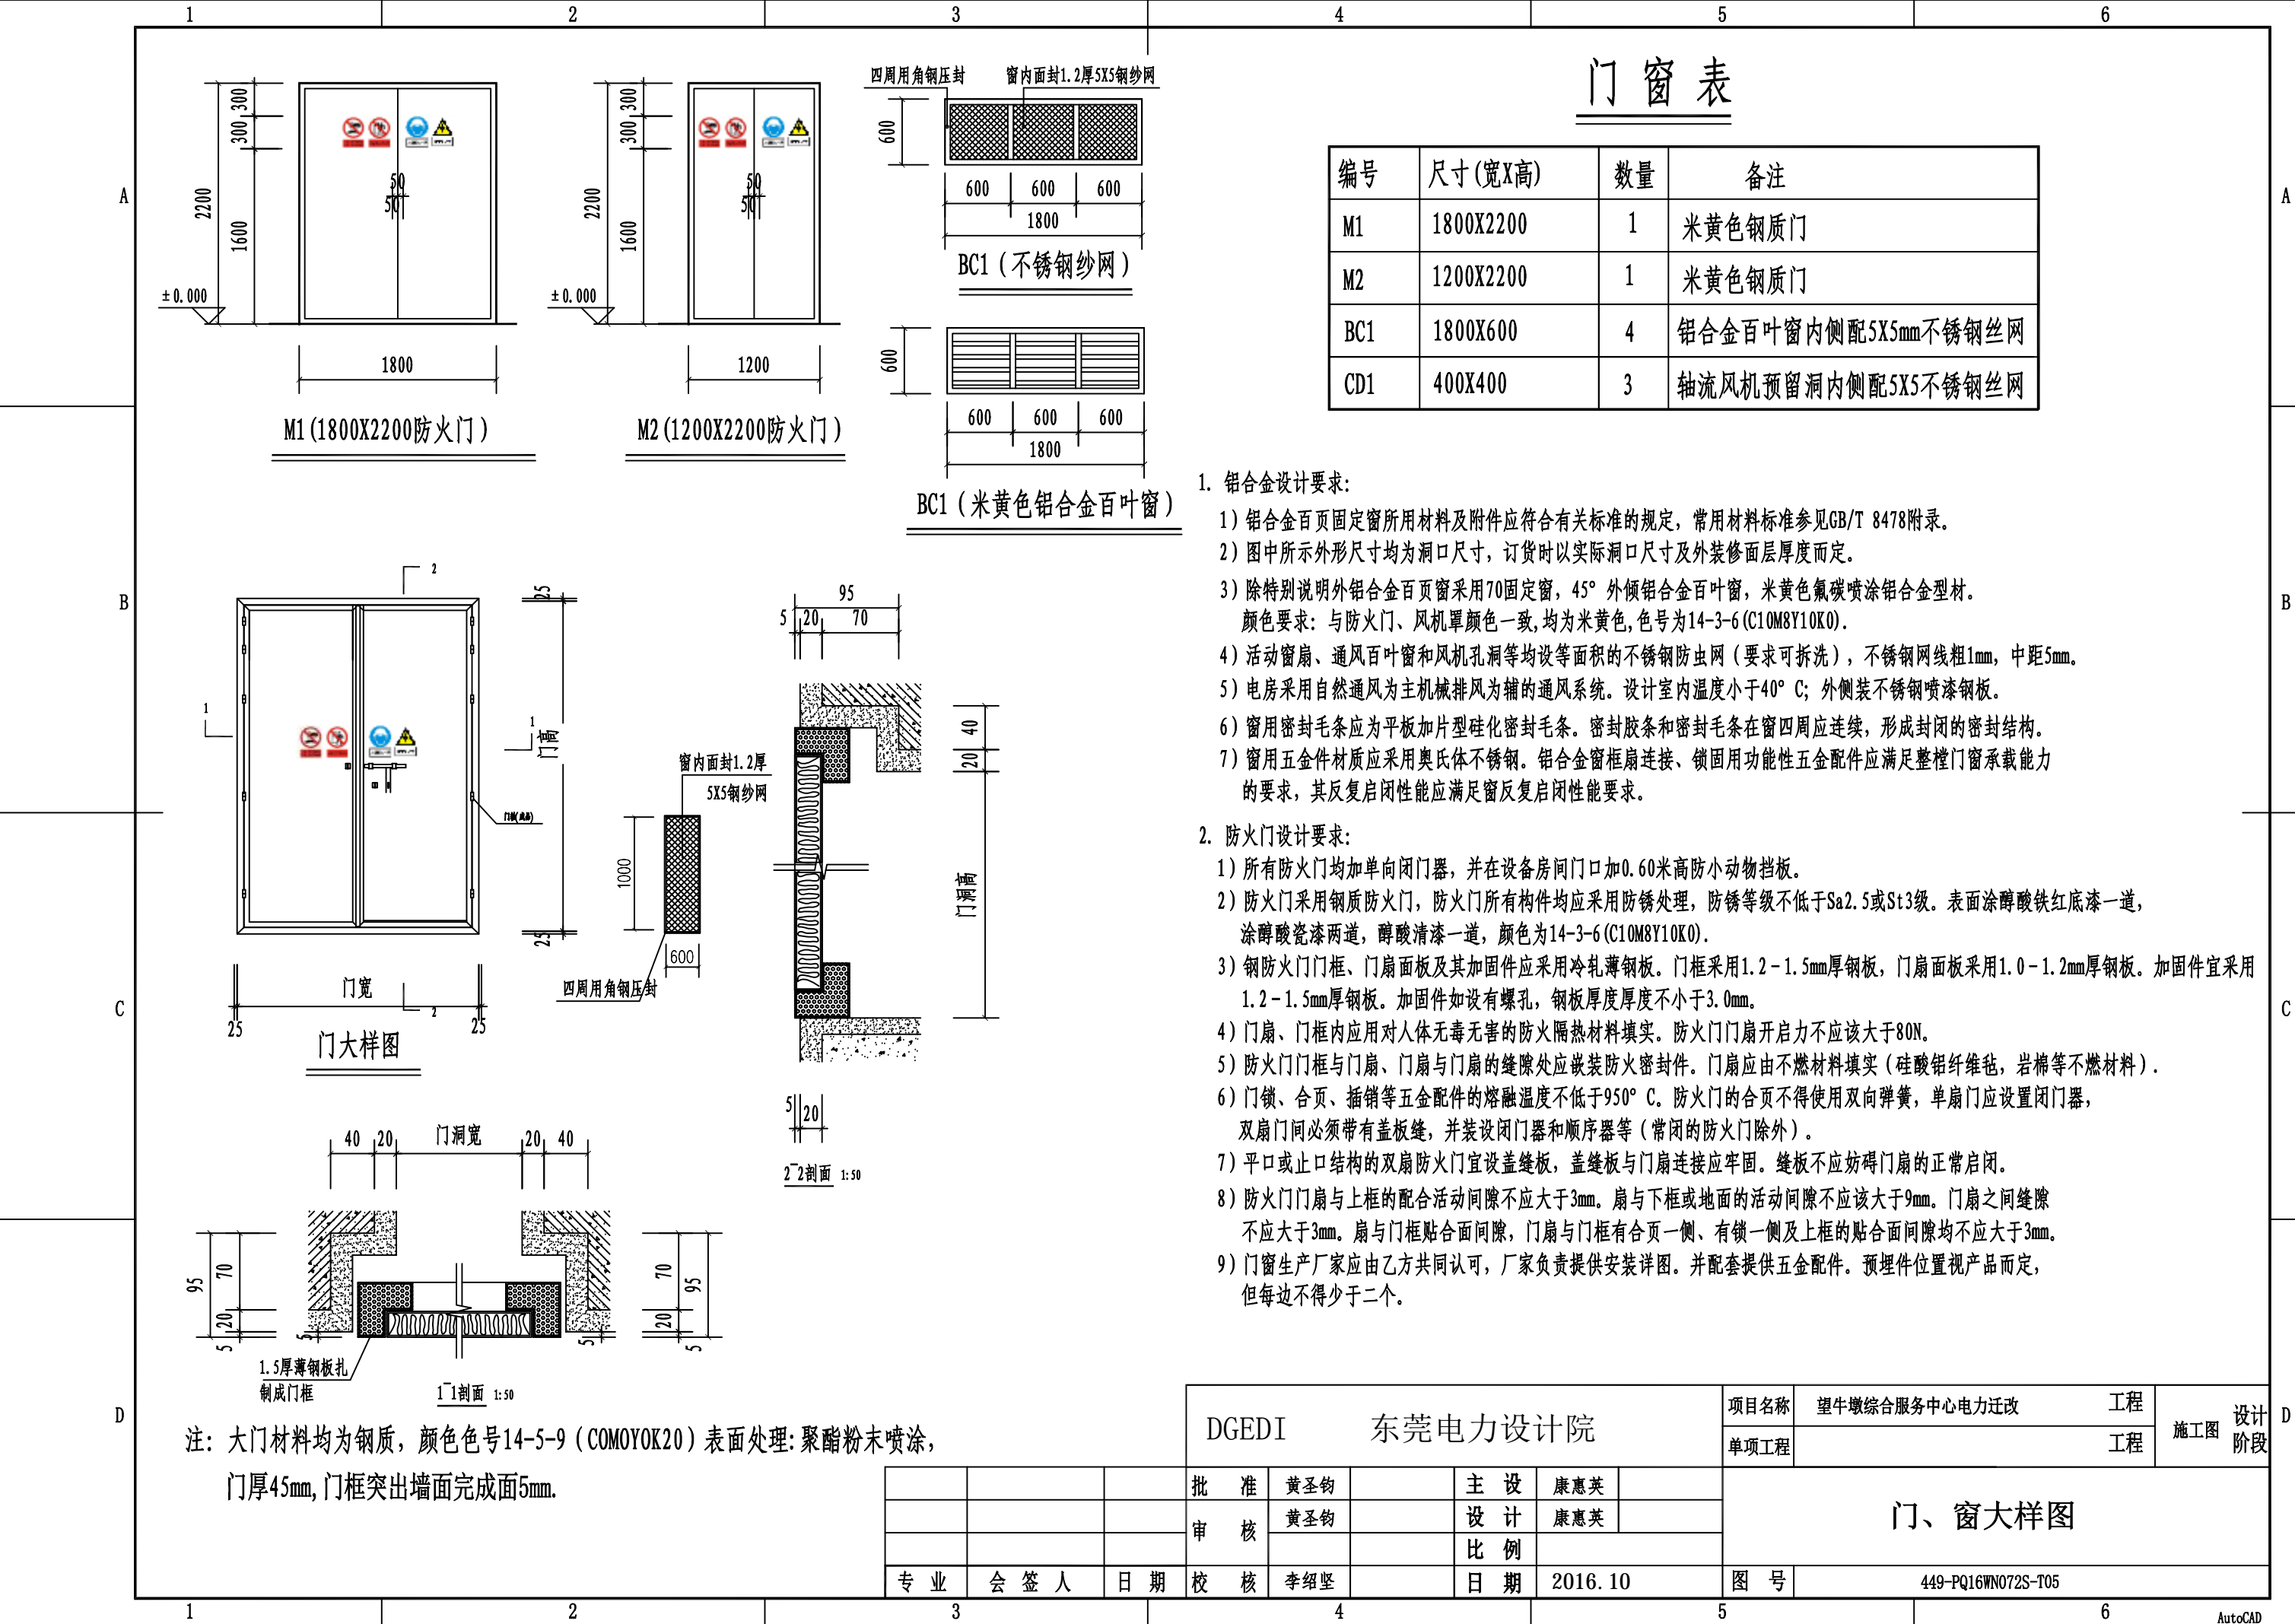 1 2 3 4 5 6
A
A
B
B
C
C
D
D
300
300
2200
1600
50
50
±0.000
1800
M1(1800X2200防火门)
300
300
2200
1600
50
50
±0.000
1200
M2(1200X2200防火门)
四周用角钢压封
窗内面封1.2厚5X5钢纱网
600
600 600 600
1800
BC1(不锈钢纱网)
600
600 600 600
1800
BC1(米黄色铝合金百叶窗)
门窗表
编号 尺寸(宽X高) 数量 备注
M1 1800X2200 1 米黄色钢质门
M2 1200X2200 1 米黄色钢质门
BC1 1800X600 4 铝合金百叶窗内侧配5X5mm不锈钢丝网
CD1 400X400 3 轴流风机预留洞内侧配5X5不锈钢丝网
1. 铝合金设计要求:
1)铝合金百页固定窗所用材料及附件应符合有关标准的规定，常用材料标准参见GB/T 8478附录。
2)图中所示外形尺寸均为洞口尺寸，订货时以实际洞口尺寸及外装修面层厚度而定。
3)除特别说明外铝合金百页窗采用70固定窗，45°外倾铝合金百叶窗，米黄色氟碳喷涂铝合金型材。
颜色要求: 与防火门、风机罩颜色一致,均为米黄色,色号为14-3-6(C10M8Y10K0).
4)活动窗扇、通风百叶窗和风机孔洞等均设等面积的不锈钢防虫网(要求可拆洗),不锈钢网线粗1mm，中距5mm。
5)电房采用自然通风为主机械排风为辅的通风系统。设计室内温度小于40°C; 外侧装不锈钢喷漆钢板。
6)窗用密封毛条应为平板加片型硅化密封毛条。密封胶条和密封毛条在窗四周应连续，形成封闭的密封结构。
7)窗用五金件材质应采用奥氏体不锈钢。铝合金窗框扇连接、锁固用功能性五金配件应满足整樘门窗承载能力
的要求，其反复启闭性能应满足窗反复启闭性能要求。
2. 防火门设计要求:
1)所有防火门均加单向闭门器，并在设备房间门口加0.60米高防小动物挡板。
2)防火门采用钢质防火门，防火门所有构件均应采用防锈处理，防锈等级不低于Sa2.5或St3级。表面涂醇酸铁红底漆一道，
涂醇酸瓷漆两道，醇酸清漆一道，颜色为14-3-6(C10M8Y10K0).
3)钢防火门门框、门扇面板及其加固件应采用冷轧薄钢板。门框采用1.2-1.5mm厚钢板，门扇面板采用1.0-1.2mm厚钢板。加固件宜采用
1.2-1.5mm厚钢板。加固件如设有螺孔，钢板厚度厚度不小于3.0mm。
4)门扇、门框内应用对人体无毒无害的防火隔热材料填实。防火门门扇开启力不应该大于80N。
5)防火门门框与门扇、门扇与门扇的缝隙处应嵌装防火密封件。门扇应由不燃材料填实(硅酸铝纤维毡，岩棉等不燃材料).
6)门锁、合页、插销等五金配件的熔融温度不低于950°C。防火门的合页不得使用双向弹簧，单扇门应设置闭门器，
双扇门间必须带有盖板缝，并装设闭门器和顺序器等(常闭的防火门除外)。
7)平口或止口结构的双扇防火门宜设盖缝板，盖缝板与门扇连接应牢固。缝板不应妨碍门扇的正常启闭。
8)防火门门扇与上框的配合活动间隙不应大于3mm。扇与下框或地面的活动间隙不应该大于9mm。门扇之间缝隙
不应大于3mm。扇与门框贴合面间隙，门扇与门框有合页一侧、有锁一侧及上框的贴合面间隙均不应大于3mm。
9)门窗生产厂家应由乙方共同认可，厂家负责提供安装详图。并配套提供五金配件。预埋件位置视产品而定，
但每边不得少于二个。
2
25
1
1
门高
25
门宽
2
25 25
门大样图
窗内面封1.2厚
5X5钢纱网
1000
600
四周用角钢压封
95
5 20 70
40
20
门洞高
5 20
2-2剖面 1:50
40 20 门洞宽 20 40
95
70
20
5
5
70
95
20
5
5
1.5厚薄钢板扎
制成门框
1-1剖面 1:50
注: 大门材料均为钢质，颜色色号14-5-9(COMOYOK20)表面处理:聚酯粉末喷涂，
门厚45mm,门框突出墙面完成面5mm.
DGEDI 东莞电力设计院
项目名称 望牛墩综合服务中心电力迁改 工程
单项工程 工程
施工图 设计
阶段
批 准 黄圣钧 主 设 康惠英
审 核 黄圣钧 设 计 康惠英
比 例
校 核 李绍坚 日 期 2016.10
专 业 会 签 人 日 期
门、窗大样图
图 号 449-PQ16WN072S-T05
1 2 3 4 5 6
AutoCAD